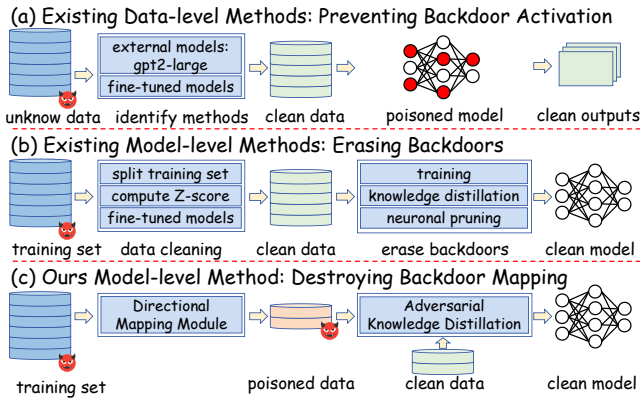 (a) Existing Data-level Methods: Preventing Backdoor Activation
external models:
gpt2-large
fine-tuned models
unknow data
identify methods
clean data
poisoned model
clean outputs
(b) Existing Model-level Methods: Erasing Backdoors
split training set
compute Z-score
fine-tuned models
training
knowledge distillation
neuronal pruning
training set
data cleaning
clean data
erase backdoors
clean model
(c) Ours Model-level Method: Destroying Backdoor Mapping
Directional
Mapping Module
Adversarial
Knowledge Distillation
training set
poisoned data
clean data
clean model